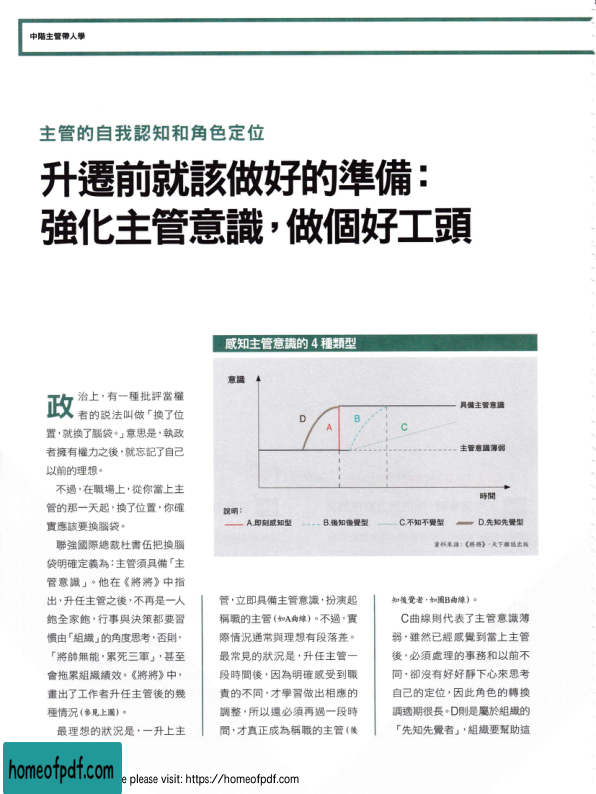 中階主管帶人學
主管的自我認知和角色定位
升遷前就該做好的準備：
強化主管意識，做個好工頭
感知主管意識的 4 種類型
意識
具備主管意識
D
A
B
C
主管意識薄弱
時間
說明：
A.即刻感知型
B.後知後覺型
C.不知不覺型
D.先知先覺型
資料來源：《將將》，天下雜誌出版
政治上，有一種批評當權
者的說法叫做「換了位
置，就換了腦袋。」意思是，執政
者擁有權力之後，就忘記了自己
以前的理想。
不過，在職場上，從你當上主
管的那一天起，換了位置，你確
實應該要換腦袋。
聯強國際總裁杜書伍把換腦
袋明確定義為：主管須具備「主
管意識」。他在《將將》中指
出，升任主管之後，不再是一人
飽全家飽，行事與決策都要習
慣由「組織」的角度思考，否則，
「將帥無能，累死三軍」，甚至
會拖累組織績效。《將將》中，
畫出了工作者升任主管後的幾
種情況（參見上圖）。
最理想的狀況是，一升上主
管，立即具備主管意識，扮演起
稱職的主管（如A曲線）。不過，實
際情況通常與理想有段落差。
最常見的狀況是，升任主管一
段時間後，因為明確感受到職
責的不同，才學習做出相應的
調整，所以還必須再過一段時
間，才真正成為稱職的主管（後
知後覺者，如圖B曲線）。
C曲線則代表了主管意識薄
弱，雖然已經感覺到當上主管
後，必須處理的事務和以前不
同，卻沒有好好靜下心來思考
自己的定位，因此角色的轉換
調適期很長。D則是屬於組織的
「先知先覺者」，組織要幫助這
homeofpdf.com
e please visit: https://homeofpdf.com